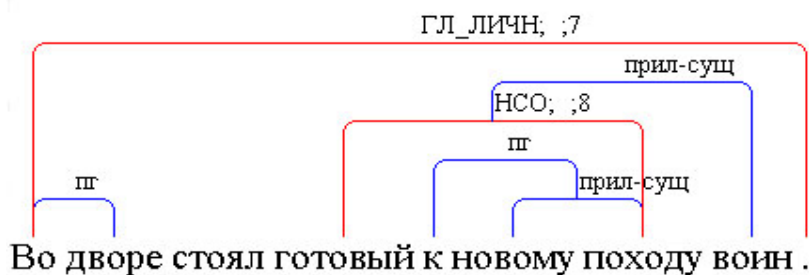 ГЛ_ЛИЧН; ;7
прил-сущ
НСО; ;8
пг
пг
прил-сущ
Во дворе стоял готовый к новому походу воин .